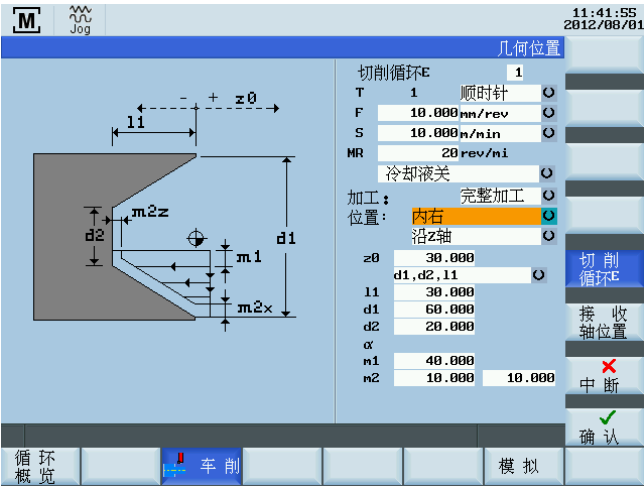 M
Jog
11:41:55
2012/08/01
几何位置
切削循环E 1
T 1 顺时针
F 10.000 mm/rev
S 10.000 m/min
MR 20 rev/mi
冷却液关
加工: 完整加工
位置: 内右
沿z轴
z0 30.000
d1,d2,l1
l1 30.000
d1 60.000
d2 20.000
α
m1 40.000
m2 10.000 10.000
- + z0
l1
m2z
d2
d1
m1
m2x
切 削
循环E
接 收
轴位置
中 断
确 认
循 环
概 览
车 削
模 拟